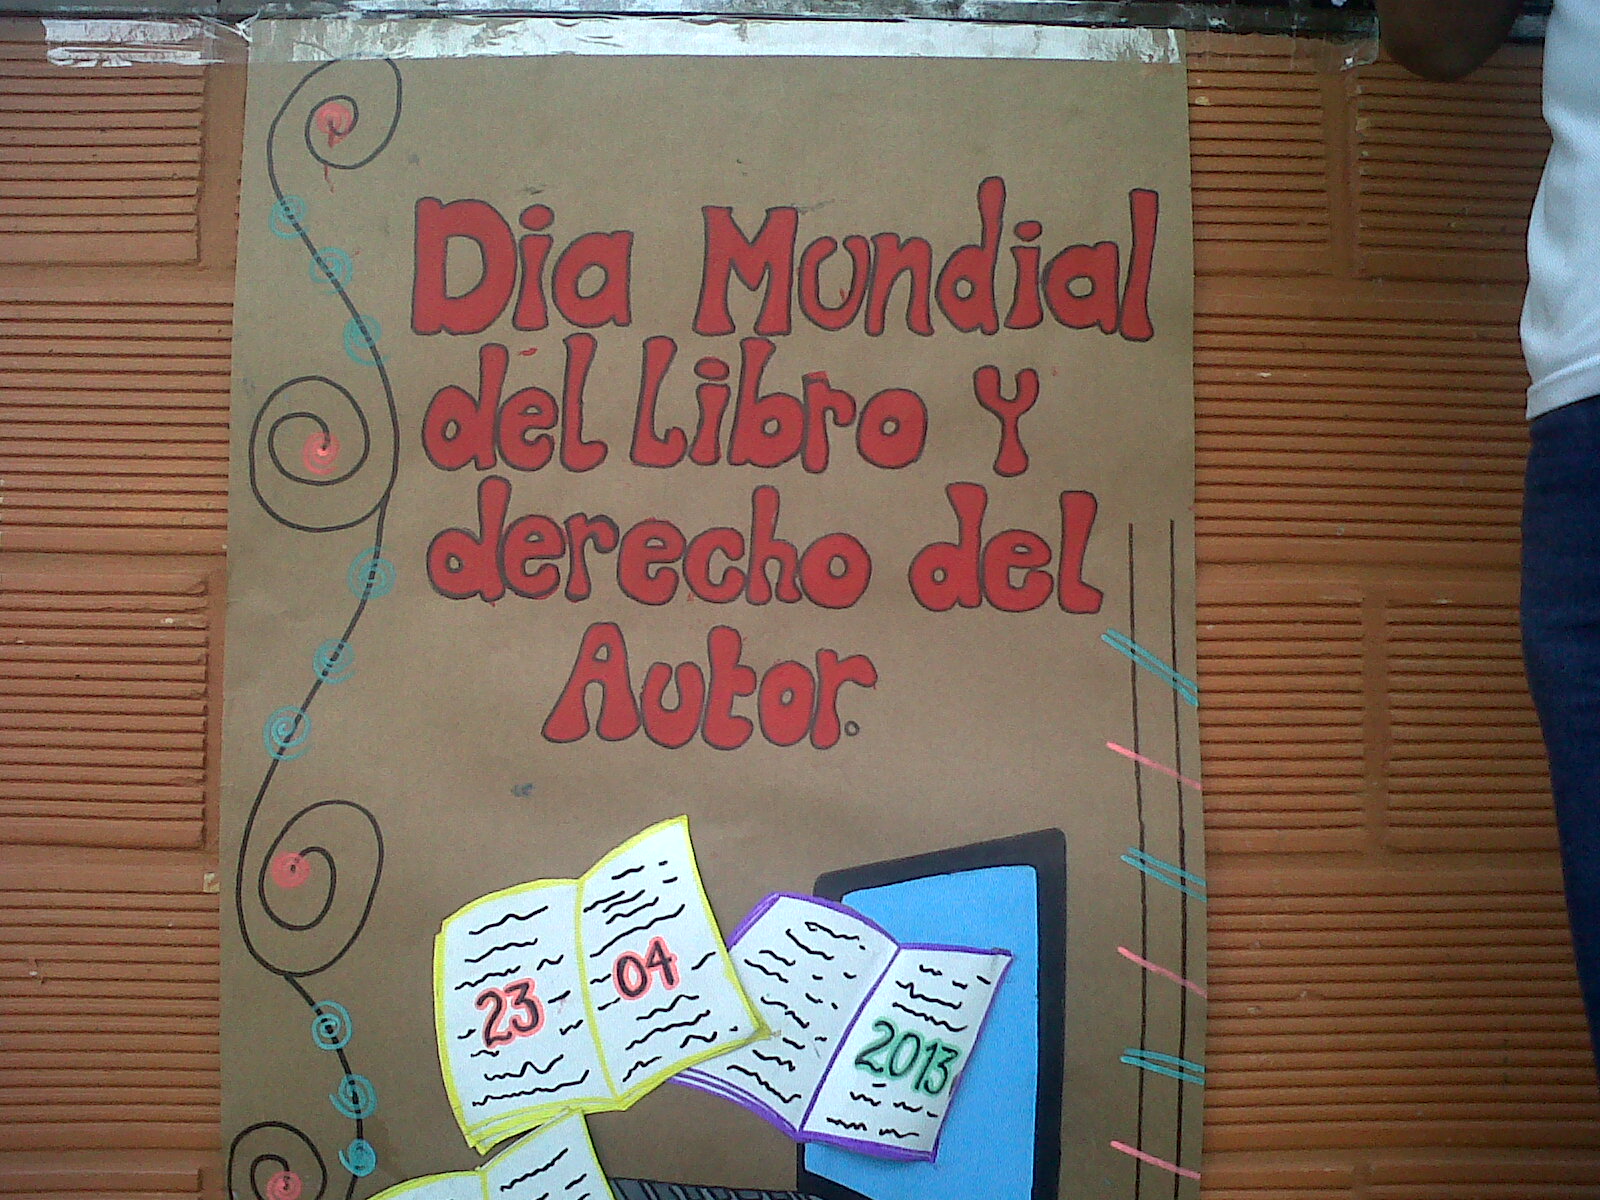 Dia Mundial
del Libro Y
derecho del
Autor.
23 04
2013